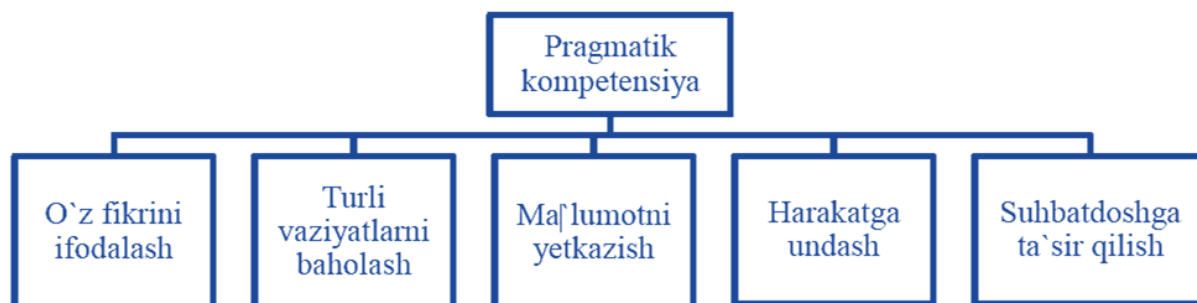 Pragmatik
kompetensiya
O`z fikrini
ifodalash
Turli
vaziyatlarni
baholash
Ma⌠lumotni
yetkazish
Harakatga
undash
Suhbatdoshga
ta`sir qilish